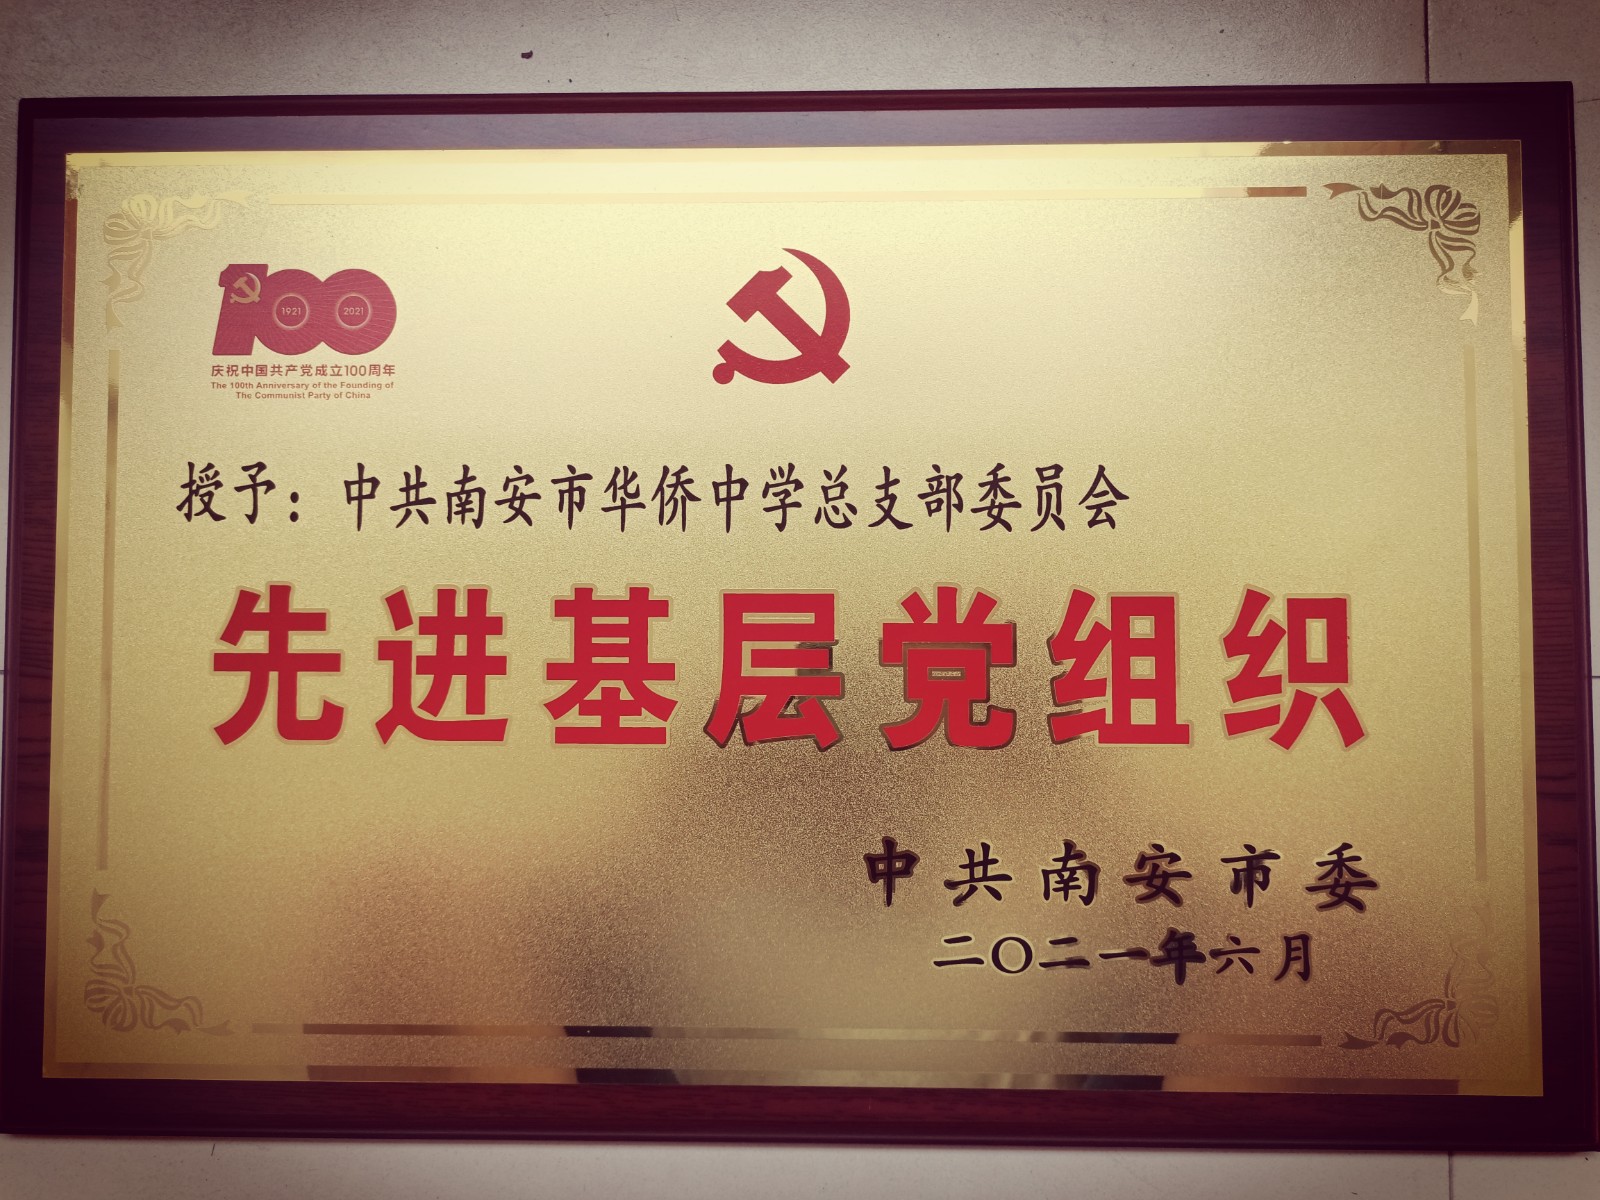 100
1921
2021
庆祝中国共产党成立100周年
The 100th Anniversary of the Founding of
The Communist Party of China
授予：中共南安市华侨中学总支部委员会
先进基层党组织
中共南安市委
二〇二一年六月